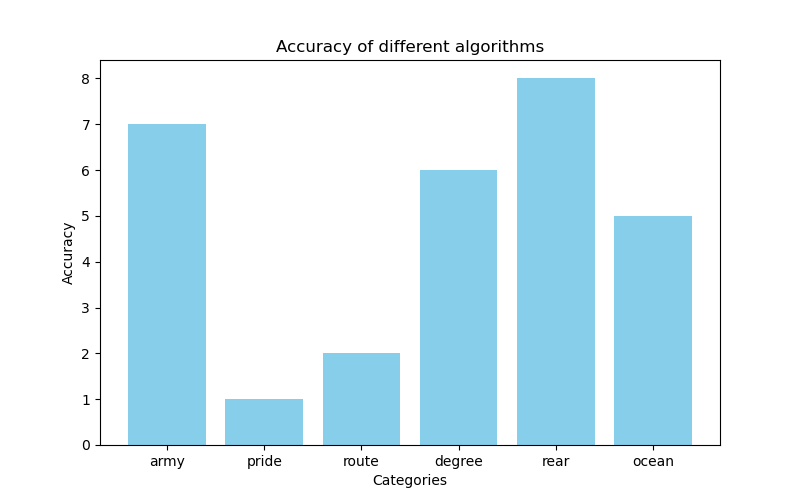 Accuracy of different algorithms
8
7
6
5
4
3
2
1
0
Accuracy
army pride route degree rear ocean
Categories